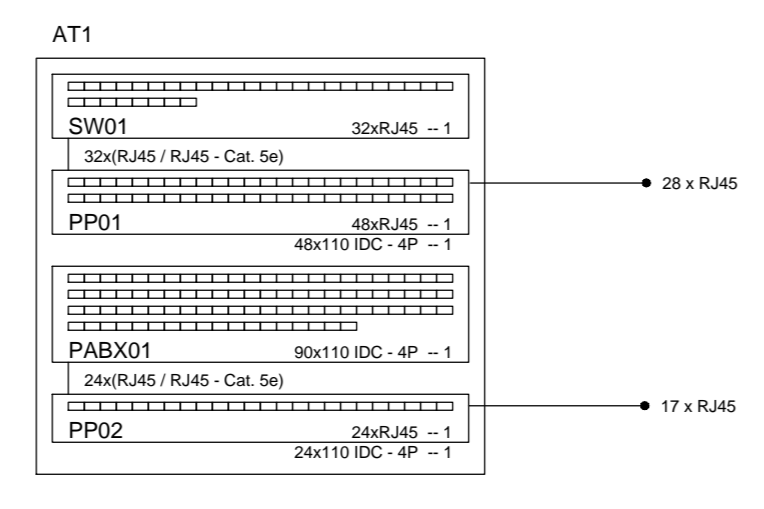 AT1
SW01 32xRJ45 -- 1
32x(RJ45 / RJ45 - Cat. 5e)
28 x RJ45
PP01 48xRJ45 -- 1
48x110 IDC - 4P -- 1
PABX01 90x110 IDC - 4P -- 1
24x(RJ45 / RJ45 - Cat. 5e)
17 x RJ45
PP02 24xRJ45 -- 1
24x110 IDC - 4P -- 1